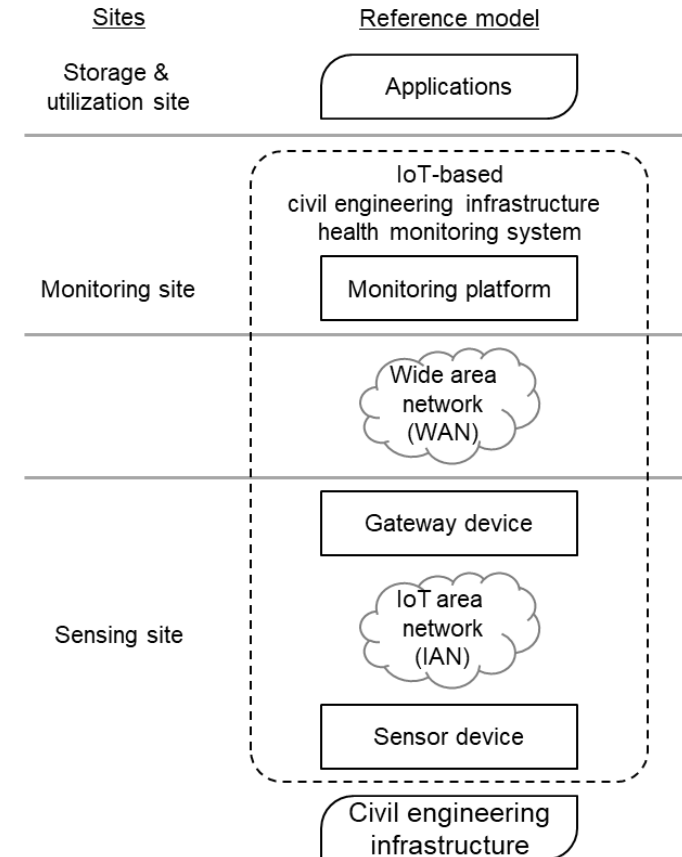 Sites
Reference model
Storage &
utilization site
Applications
IoT-based
civil engineering infrastructure
health monitoring system
Monitoring site
Monitoring platform
Wide area
network
(WAN)
Gateway device
IoT area
network
(IAN)
Sensing site
Sensor device
Civil engineering
infrastructure